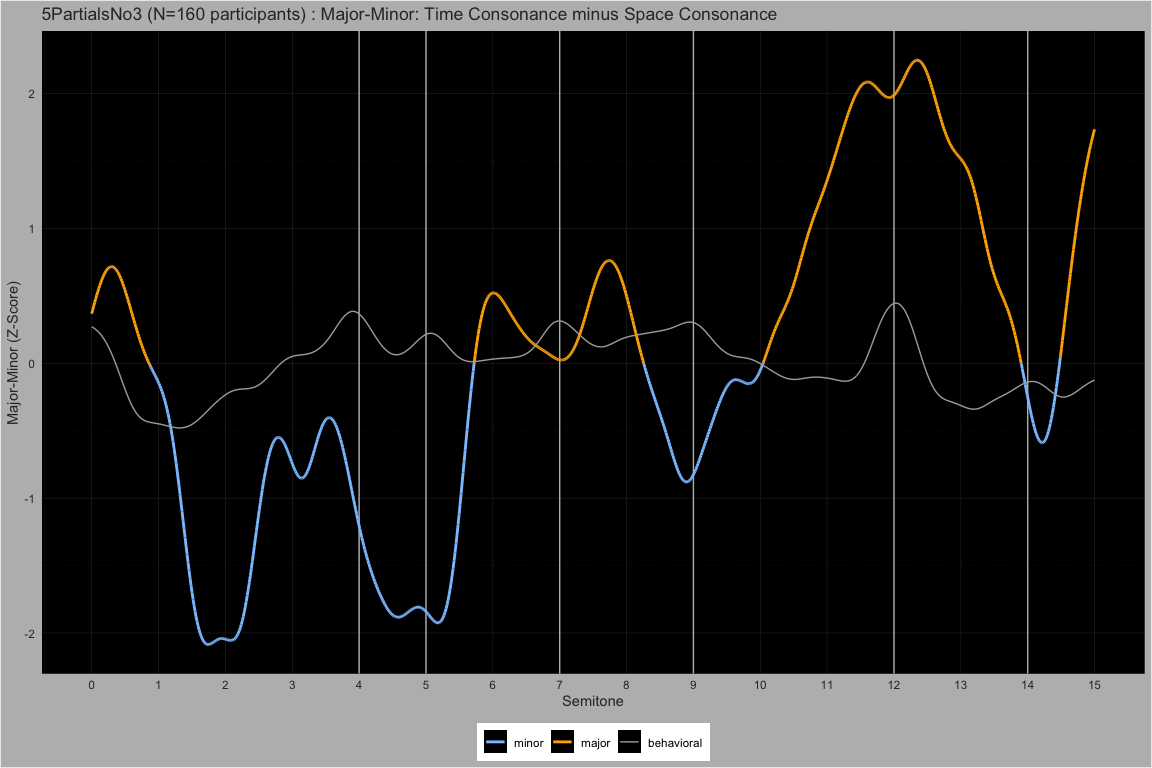 5PartialsNo3 (N=160 participants) : Major-Minor: Time Consonance minus Space Consonance
Major-Minor (Z-Score)
2
1
0
-1
-2
0 1 2 3 4 5 6 7 8 9 10 11 12 13 14 15
Semitone
minor major behavioral